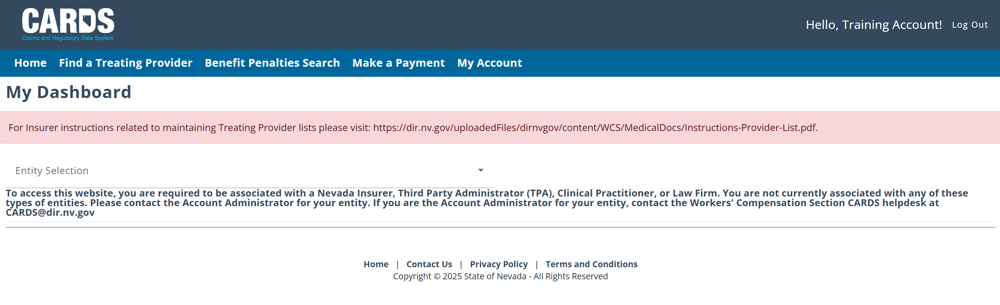 CARDS
Claims and Regulatory Data System
Hello, Training Account! Log Out
Home Find a Treating Provider Benefit Penalties Search Make a Payment My Account
My Dashboard
For Insurer instructions related to maintaining Treating Provider lists please visit: https://dir.nv.gov/uploadedFiles/dirnvgov/content/WCS/MedicalDocs/Instructions-Provider-List.pdf.
Entity Selection
To access this website, you are required to be associated with a Nevada Insurer, Third Party Administrator (TPA), Clinical Practitioner, or Law Firm. You are not currently associated with any of these
types of entities. Please contact the Account Administrator for your entity. If you are the Account Administrator for your entity, contact the Workers' Compensation Section CARDS helpdesk at
CARDS@dir.nv.gov
Home | Contact Us | Privacy Policy | Terms and Conditions
Copyright © 2025 State of Nevada - All Rights Reserved